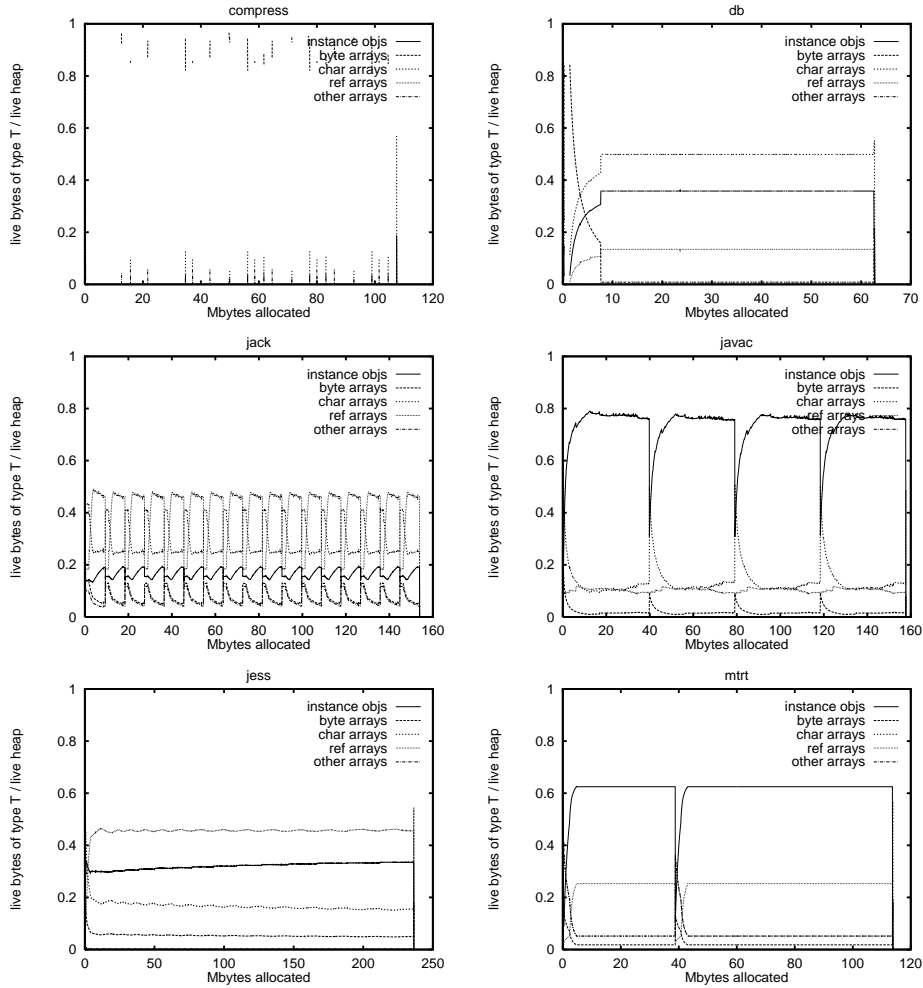 compress
1
0.8
0.6
0.4
0.2
0
live bytes of type T / live heap
instance objs
byte arrays
char arrays
ref arrays
other arrays
0 20 40 60 80 100 120
Mbytes allocated
db
1
0.8
0.6
0.4
0.2
0
live bytes of type T / live heap
instance objs
byte arrays
char arrays
ref arrays
other arrays
0 10 20 30 40 50 60 70
Mbytes allocated
jack
1
0.8
0.6
0.4
0.2
0
live bytes of type T / live heap
instance objs
byte arrays
char arrays
ref arrays
other arrays
0 20 40 60 80 100 120 140 160
Mbytes allocated
javac
1
0.8
0.6
0.4
0.2
0
live bytes of type T / live heap
instance objs
byte arrays
char arrays
ref arrays
other arrays
0 20 40 60 80 100 120 140 160
Mbytes allocated
jess
1
0.8
0.6
0.4
0.2
0
live bytes of type T / live heap
instance objs
byte arrays
char arrays
ref arrays
other arrays
0 50 100 150 200 250
Mbytes allocated
mtrt
1
0.8
0.6
0.4
0.2
0
live bytes of type T / live heap
instance objs
byte arrays
char arrays
ref arrays
other arrays
0 20 40 60 80 100 120
Mbytes allocated